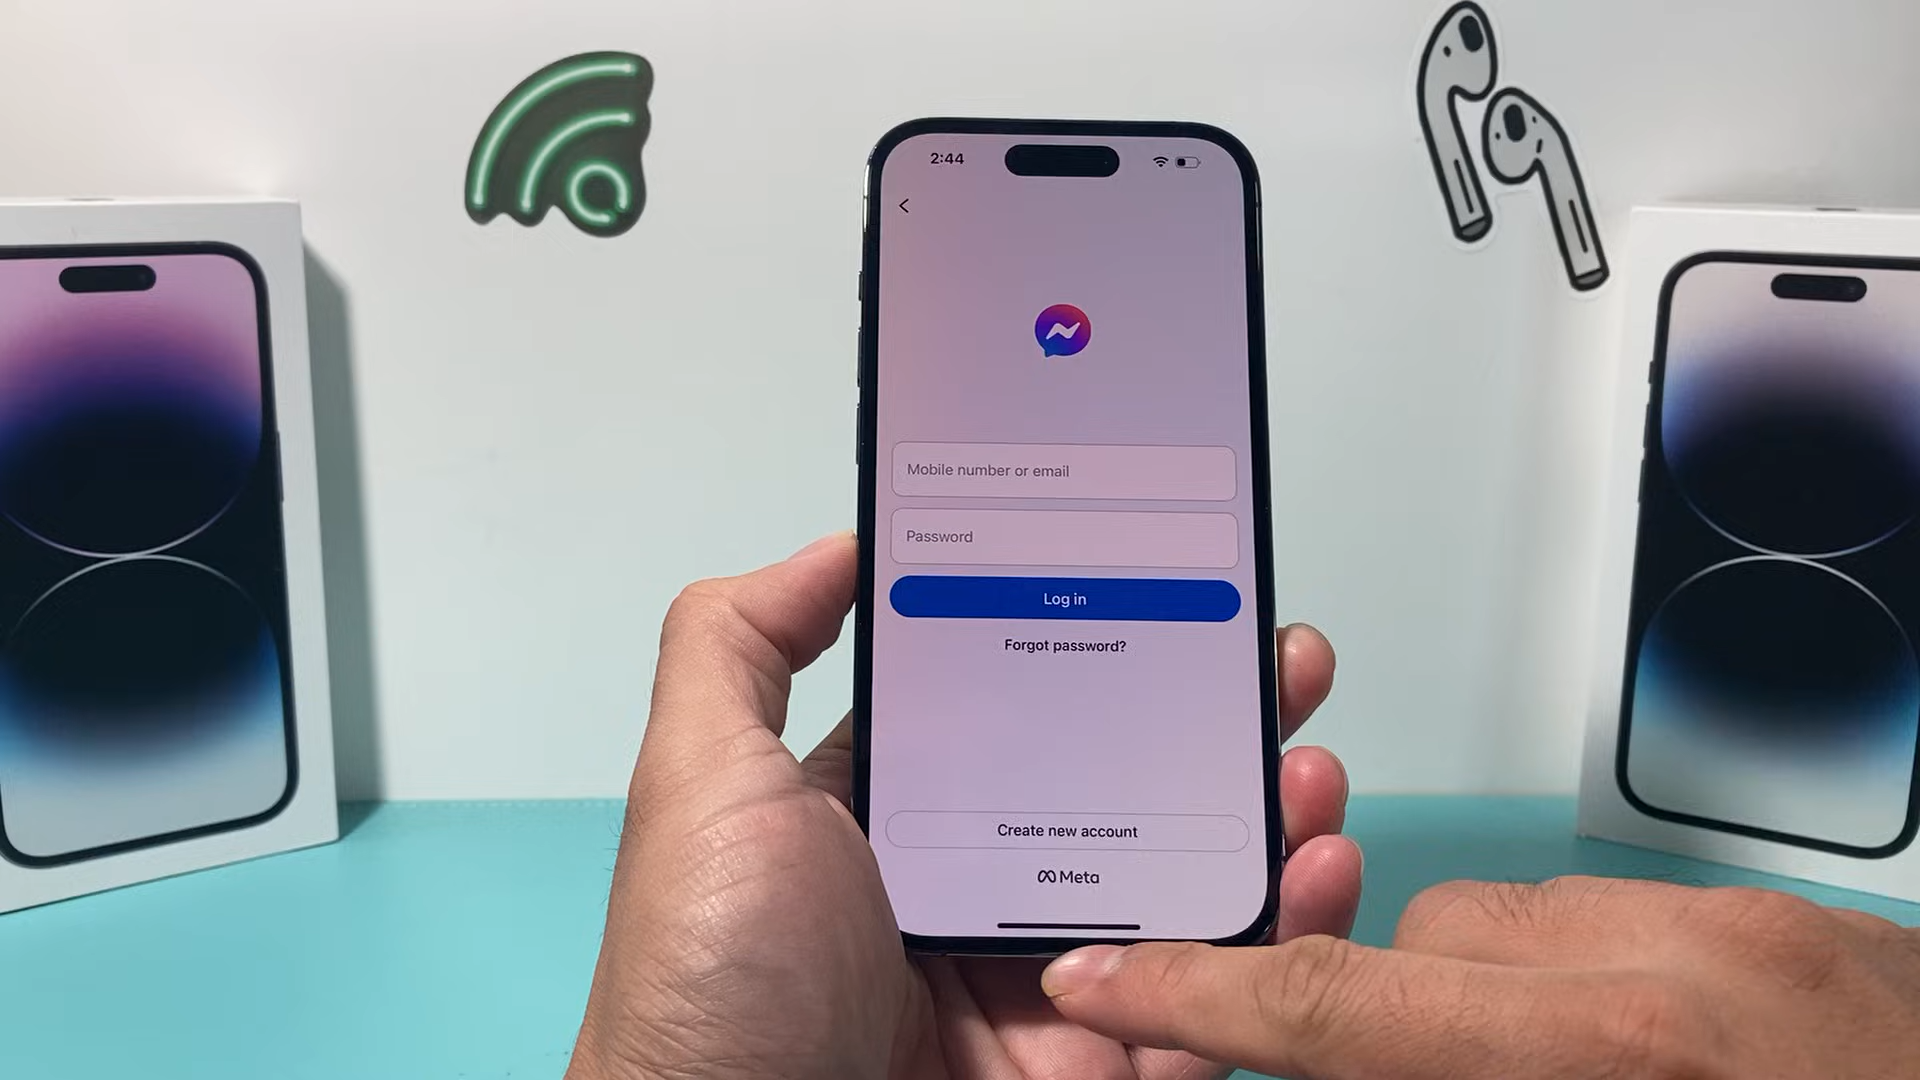 2:44
Mobile number or email
Password
Log in
Forgot password?
Create new account
Meta